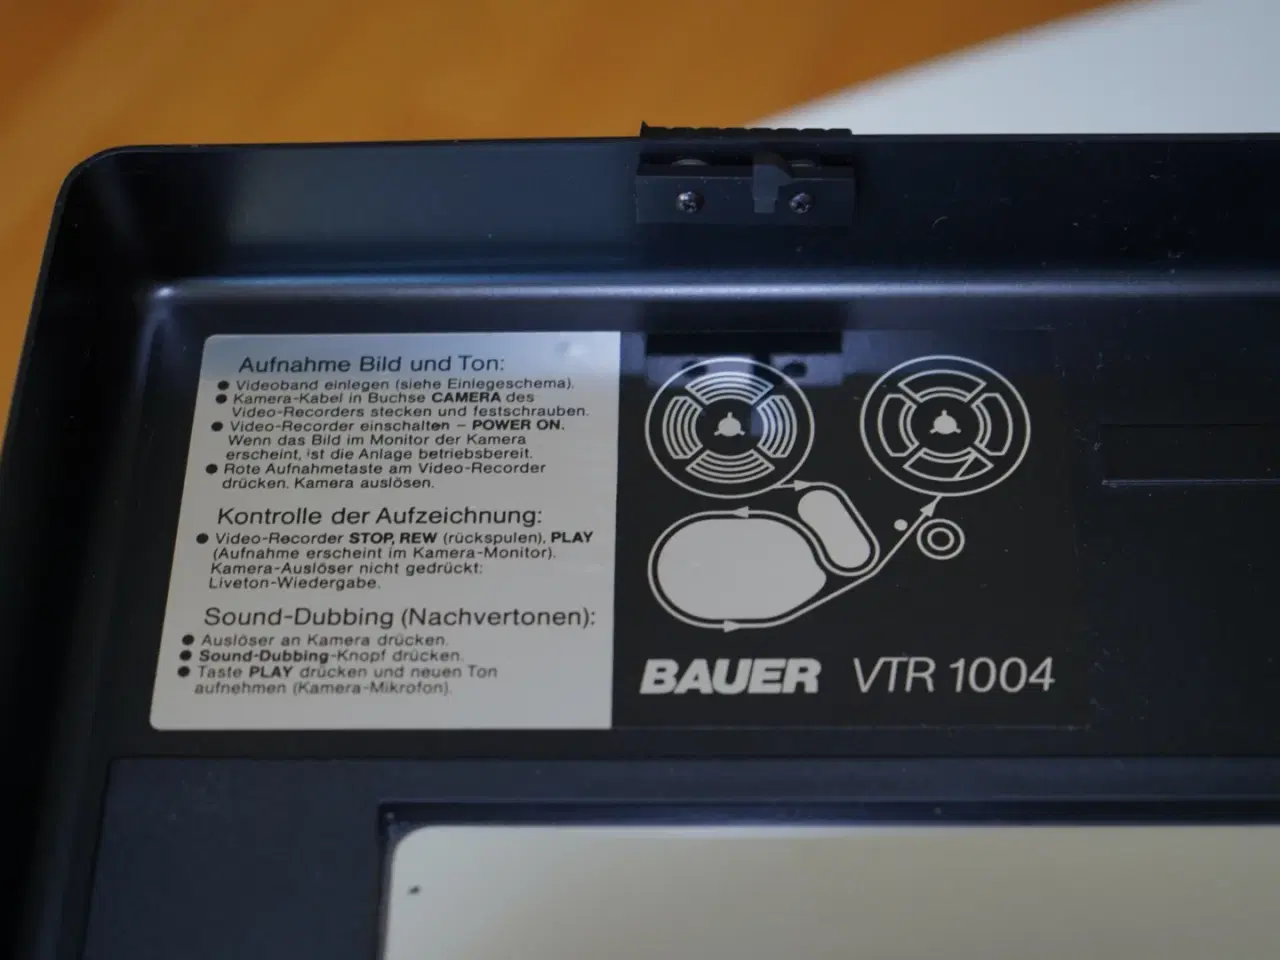 Aufnahme Bild und Ton:
● Videoband einlegen (siehe Einlegeschema).
● Kamera-Kabel in Buchse CAMERA des
Video-Recorders stecken und festschrauben.
● Video-Recorder einschalten – POWER ON.
Wenn das Bild im Monitor der Kamera
erscheint, ist die Anlage betriebsbereit.
● Rote Aufnahmetaste am Video-Recorder
drücken. Kamera auslösen.
Kontrolle der Aufzeichnung:
● Video-Recorder STOP, REW (rückspulen), PLAY
(Aufnahme erscheint im Kamera-Monitor).
Kamera-Auslöser nicht gedrückt:
Liveton-Wiedergabe.
Sound-Dubbing (Nachvertonen):
● Auslöser an Kamera drücken.
● Sound-Dubbing-Knopf drücken.
● Taste PLAY drücken und neuen Ton
aufnehmen (Kamera-Mikrofon).
BAUER VTR 1004